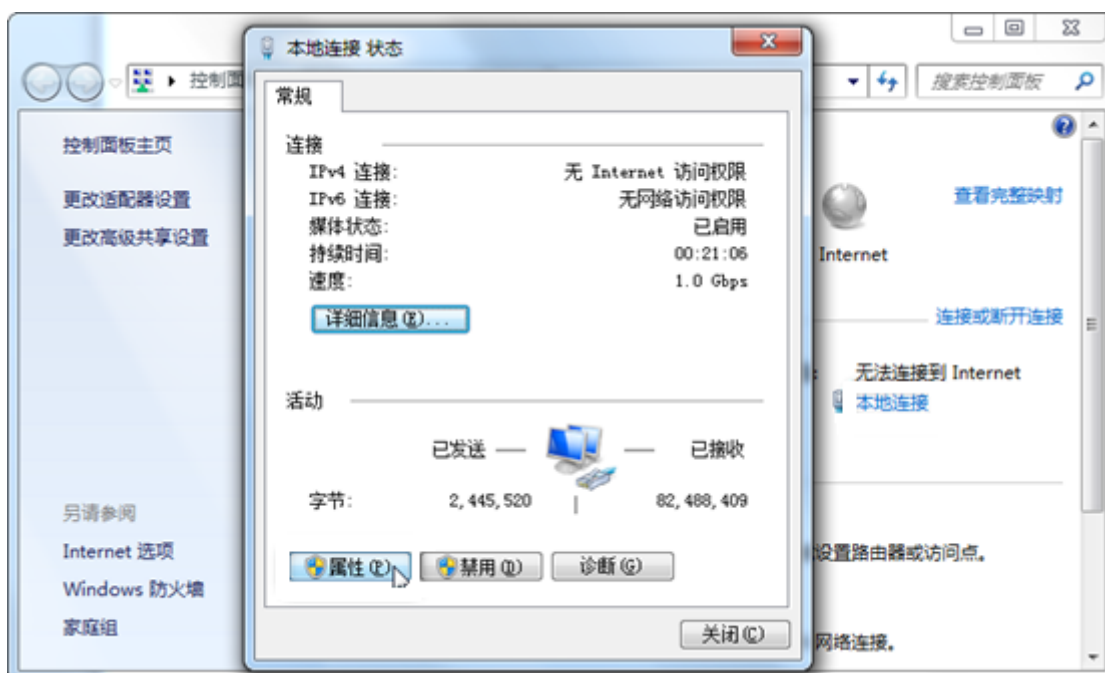 本地连接 状态
控制面
搜索控制面板
常规
控制面板主页
更改适配器设置
更改高级共享设置
连接
IPv4 连接: 无 Internet 访问权限
IPv6 连接: 无网络访问权限
媒体状态: 已启用
持续时间: 00:21:06
速度: 1.0 Gbps
详细信息(E)...
查看完整映射
Internet
连接或断开连接
: 无法连接到 Internet
本地连接
活动
已发送 — — 已接收
字节: 2,445,520 | 82,488,409
属性(P) 禁用(D) 诊断(G)
关闭(C)
设置路由器或访问点。
网络连接。
另请参阅
Internet 选项
Windows 防火墙
家庭组